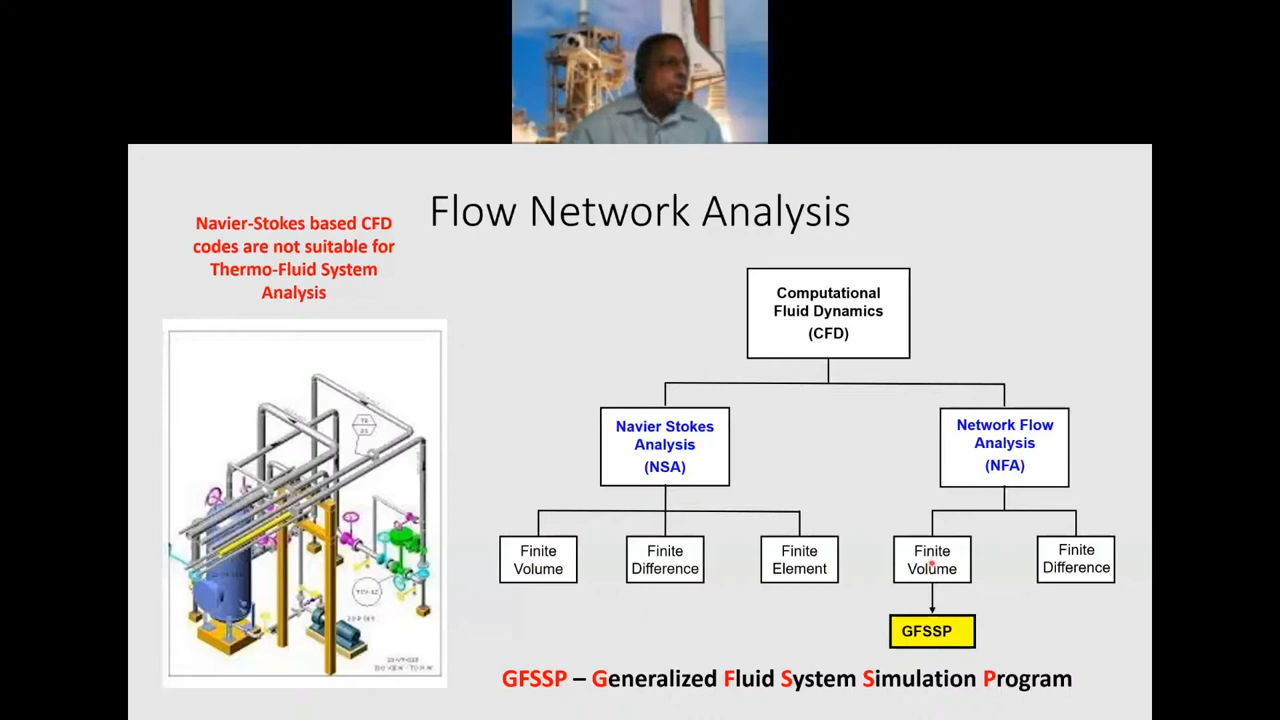 Flow Network Analysis
Navier-Stokes based CFD
codes are not suitable for
Thermo-Fluid System
Analysis
Computational
Fluid Dynamics
(CFD)
Navier Stokes
Analysis
(NSA)
Network Flow
Analysis
(NFA)
Finite
Volume
Finite
Difference
Finite
Element
Finite
Volume
Finite
Difference
GFSSP
GFSSP – Generalized Fluid System Simulation Program